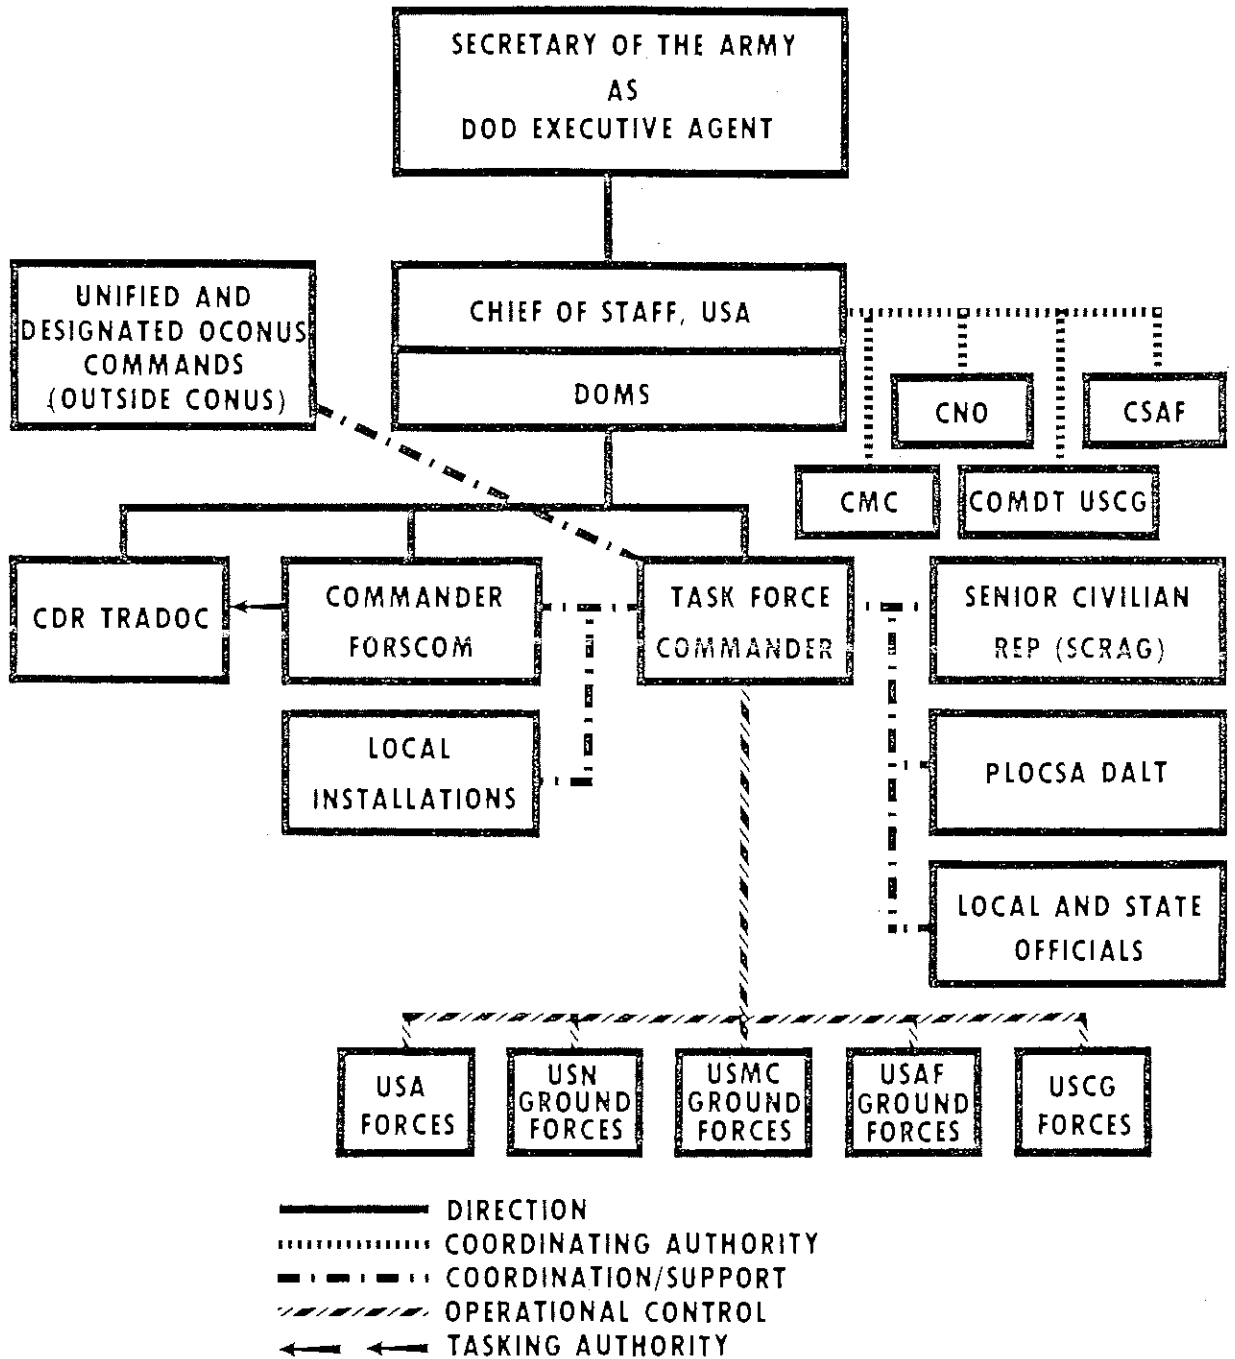 SECRETARY OF THE ARMY
AS
DOD EXECUTIVE AGENT
UNIFIED AND
DESIGNATED OCONUS
COMMANDS
(OUTSIDE CONUS)
CHIEF OF STAFF, USA
DOMS
CNO
CSAF
CMC
COMDT USCG
CDR TRADOC
COMMANDER
FORSCOM
TASK FORCE
COMMANDER
SENIOR CIVILIAN
REP (SCRAG)
LOCAL
INSTALLATIONS
PLOCSA DALT
LOCAL AND STATE
OFFICIALS
USA
FORCES
USN
GROUND
FORCES
USMC
GROUND
FORCES
USAF
GROUND
FORCES
USCG
FORCES
DIRECTION
COORDINATING AUTHORITY
COORDINATION/SUPPORT
OPERATIONAL CONTROL
TASKING AUTHORITY